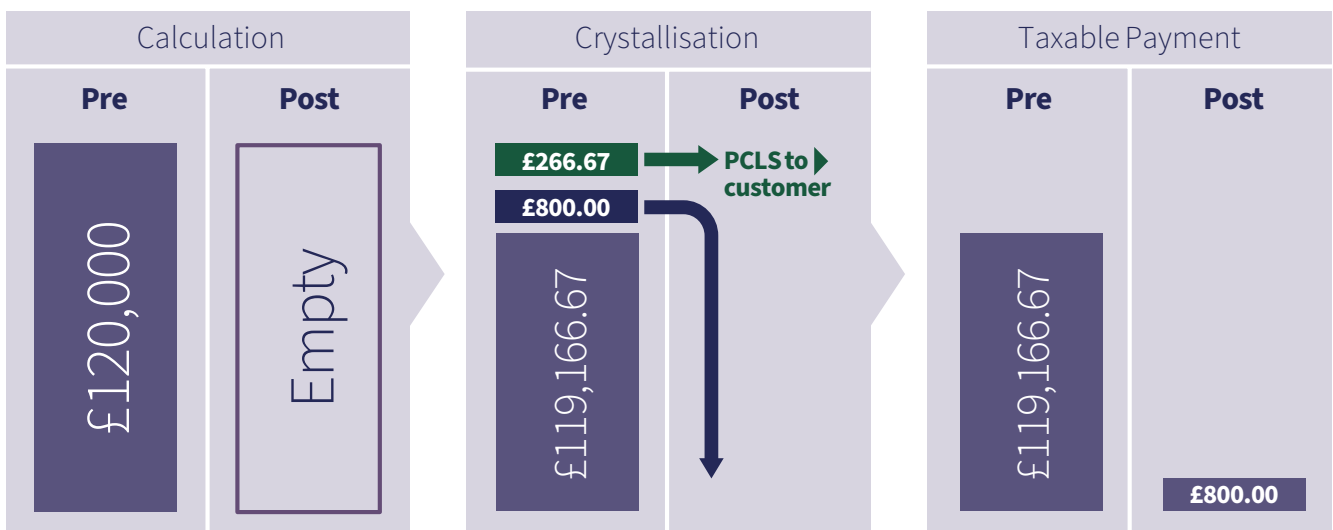 Calculation
Pre
Post
£120,000
Empty
Crystallisation
Pre
Post
£266.67
PCLS to
customer
£800.00
£119,166.67
Taxable Payment
Pre
Post
£119,166.67
£800.00